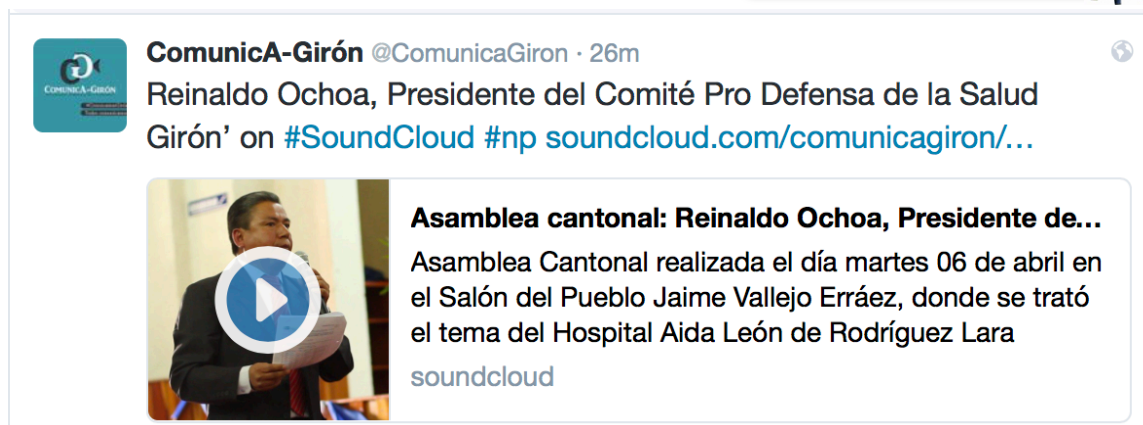 ComunicA-Girón @ComunicaGiron · 26m
COMUNICA-GIRÓN
Reinaldo Ochoa, Presidente del Comité Pro Defensa de la Salud
Girón’ on #SoundCloud #np soundcloud.com/comunicagiron/…
Asamblea cantonal: Reinaldo Ochoa, Presidente de…
Asamblea Cantonal realizada el día martes 06 de abril en
el Salón del Pueblo Jaime Vallejo Erráez, donde se trató
el tema del Hospital Aida León de Rodríguez Lara
soundcloud